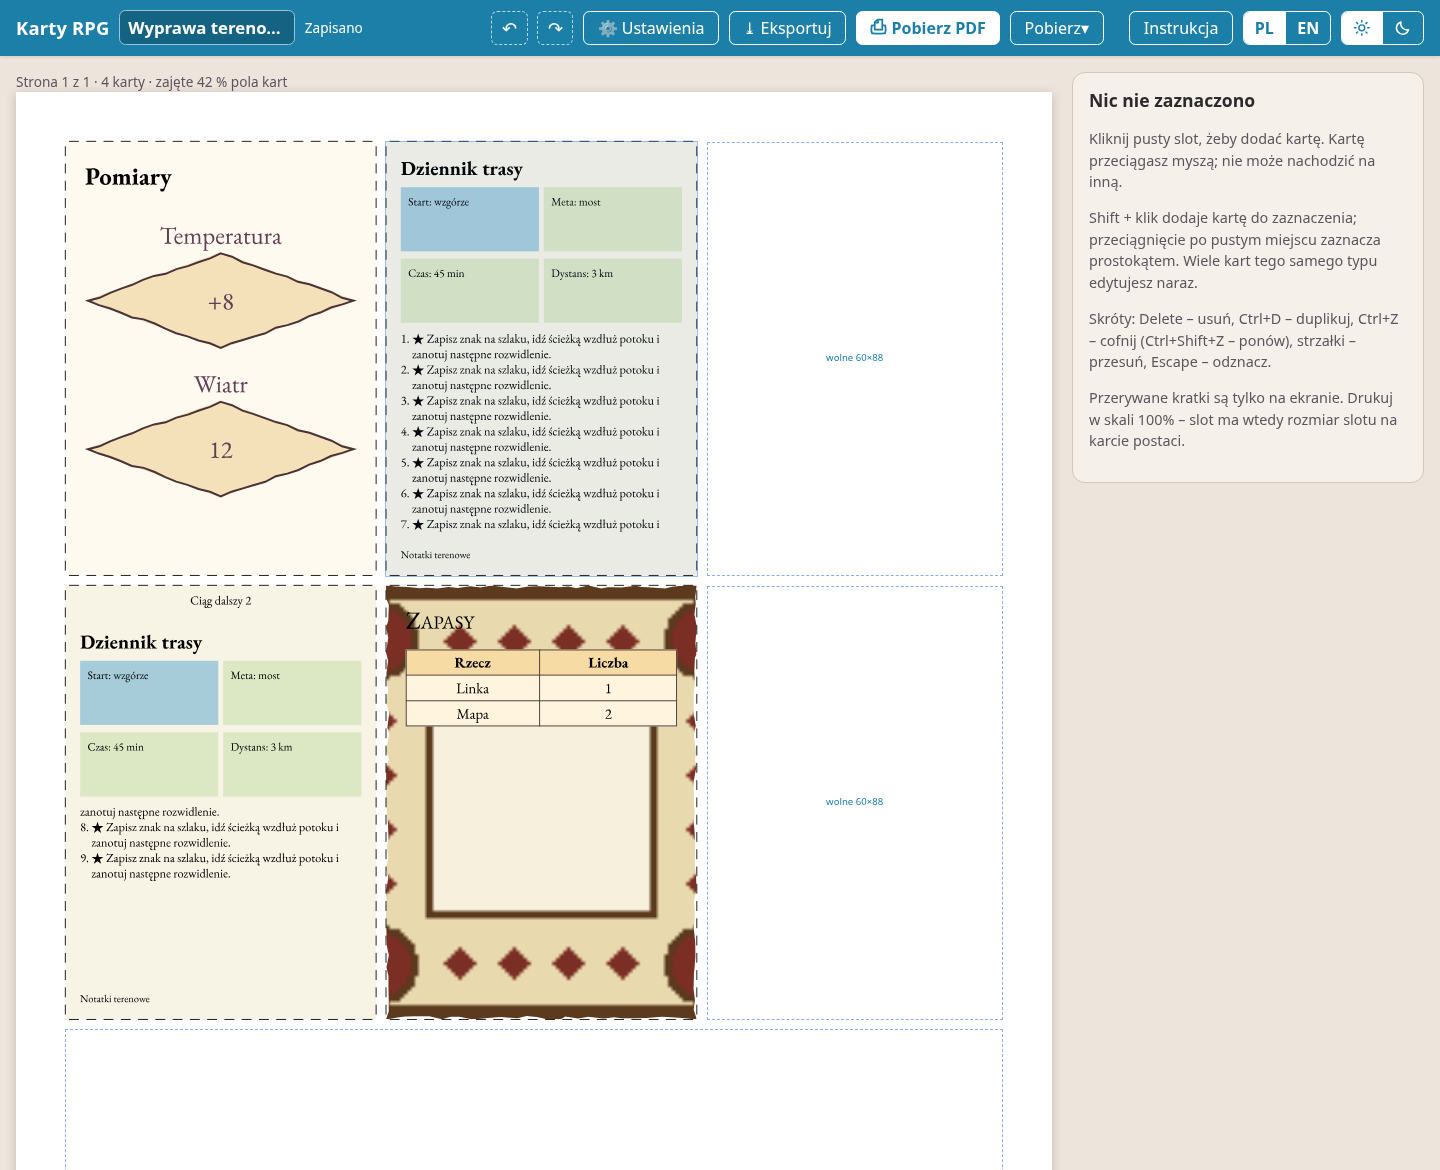 Karty RPG
Wyprawa tereno...
Zapisano
↶
↷
⚙️ Ustawienia
⤓ Eksportuj
Pobierz PDF
Pobierz▾
Instrukcja
PL
EN
Strona 1 z 1 · 4 karty · zajęte 42 % pola kart
Pomiary
Temperatura
+8
Wiatr
12
Dziennik trasy
Start: wzgórze
Meta: most
Czas: 45 min
Dystans: 3 km
1. ★ Zapisz znak na szlaku, idź ścieżką wzdłuż potoku i
zanotuj następne rozwidlenie.
2. ★ Zapisz znak na szlaku, idź ścieżką wzdłuż potoku i
zanotuj następne rozwidlenie.
3. ★ Zapisz znak na szlaku, idź ścieżką wzdłuż potoku i
zanotuj następne rozwidlenie.
4. ★ Zapisz znak na szlaku, idź ścieżką wzdłuż potoku i
zanotuj następne rozwidlenie.
5. ★ Zapisz znak na szlaku, idź ścieżką wzdłuż potoku i
zanotuj następne rozwidlenie.
6. ★ Zapisz znak na szlaku, idź ścieżką wzdłuż potoku i
zanotuj następne rozwidlenie.
7. ★ Zapisz znak na szlaku, idź ścieżką wzdłuż potoku i
Notatki terenowe
wolne 60×88
Ciąg dalszy 2
Dziennik trasy
Start: wzgórze
Meta: most
Czas: 45 min
Dystans: 3 km
zanotuj następne rozwidlenie.
8. ★ Zapisz znak na szlaku, idź ścieżką wzdłuż potoku i
zanotuj następne rozwidlenie.
9. ★ Zapisz znak na szlaku, idź ścieżką wzdłuż potoku i
zanotuj następne rozwidlenie.
Notatki terenowe
Zapasy
Rzecz
Liczba
Linka
1
Mapa
2
wolne 60×88
Nic nie zaznaczono
Kliknij pusty slot, żeby dodać kartę. Kartę
przeciągasz myszą; nie może nachodzić na
inną.
Shift + klik dodaje kartę do zaznaczenia;
przeciągnięcie po pustym miejscu zaznacza
prostokątem. Wiele kart tego samego typu
edytujesz naraz.
Skróty: Delete – usuń, Ctrl+D – duplikuj, Ctrl+Z
– cofnij (Ctrl+Shift+Z – ponów), strzałki –
przesuń, Escape – odznacz.
Przerywane kratki są tylko na ekranie. Drukuj
w skali 100% – slot ma wtedy rozmiar slotu na
karcie postaci.